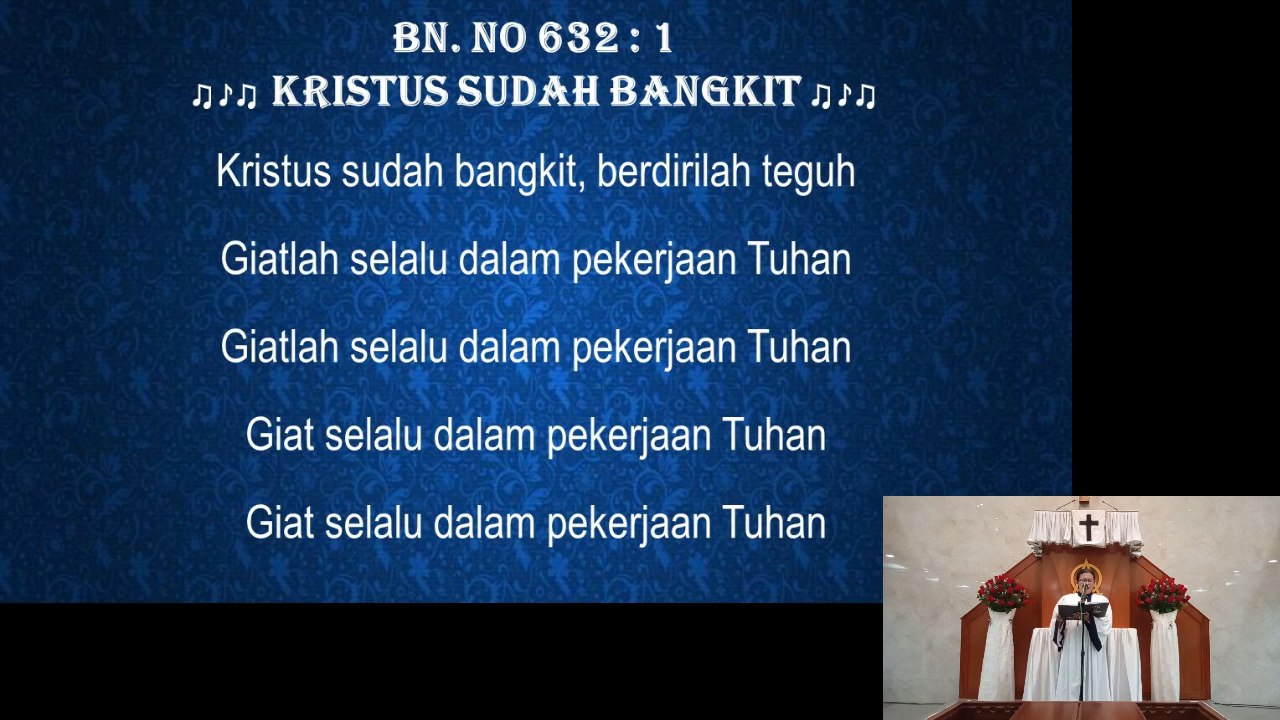 BN. NO 632 : 1
♫♪♫ KRISTUS SUDAH BANGKIT ♫♪♫
Kristus sudah bangkit, berdirilah teguh
Giatlah selalu dalam pekerjaan Tuhan
Giatlah selalu dalam pekerjaan Tuhan
Giat selalu dalam pekerjaan Tuhan
Giat selalu dalam pekerjaan Tuhan